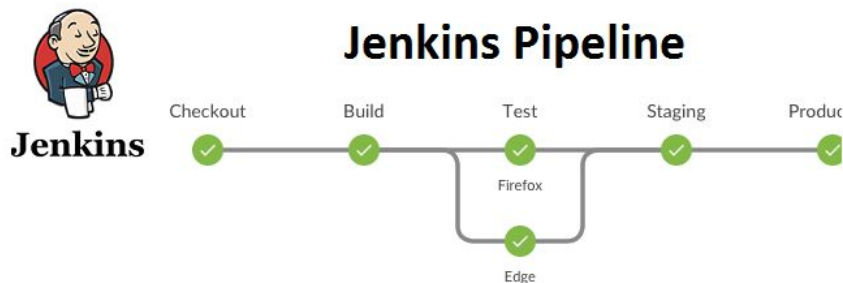 Jenkins Pipeline
Checkout Build Test Staging Produc
Jenkins
Firefox
Edge